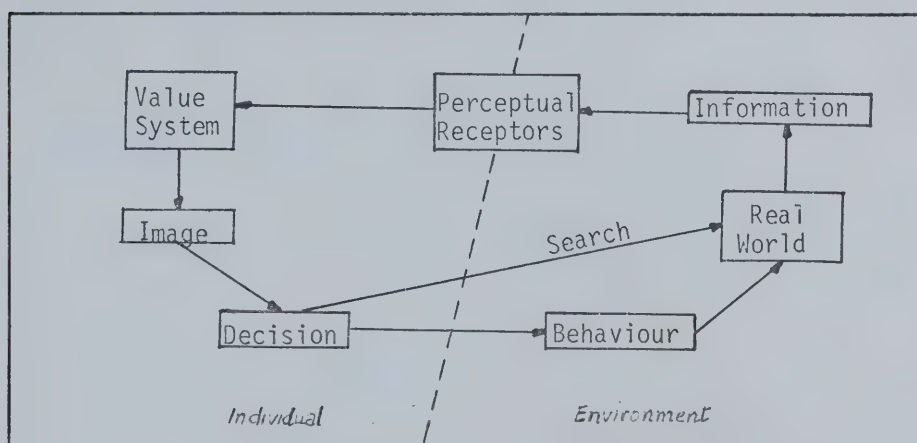 Value
System
Perceptual
Receptors
Information
Image
Search
Real
World
Decision
Behaviour
Individual
Environment